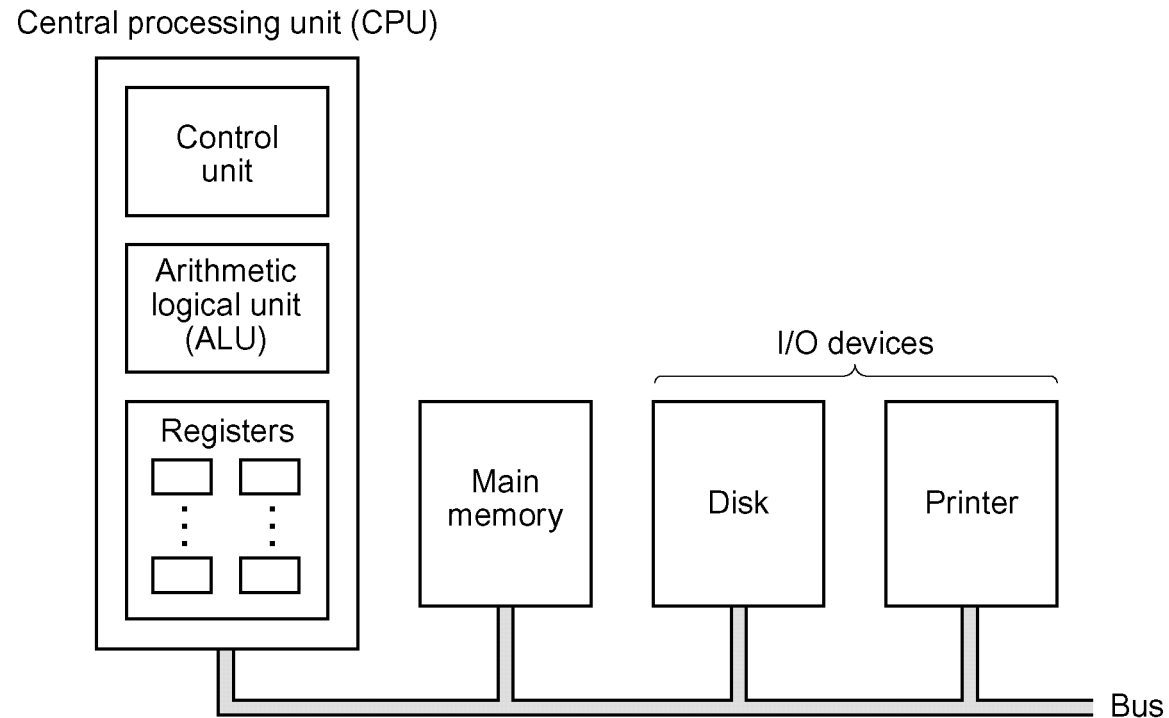 Central processing unit (CPU)
Control
unit
Arithmetic
logical unit
(ALU)
Registers
Main
memory
I/O devices
Disk
Printer
Bus